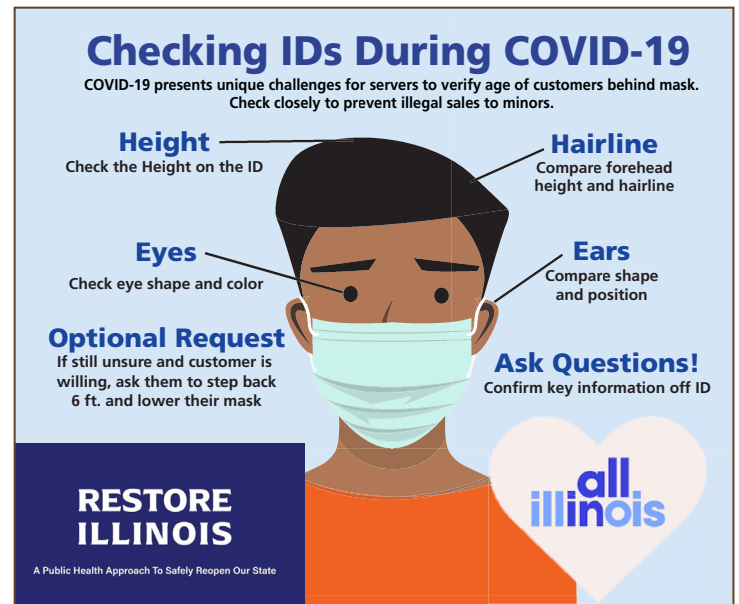 Checking IDs During COVID-19
COVID-19 presents unique challenges for servers to verify age of customers behind mask.
Check closely to prevent illegal sales to minors.
Height
Check the Height on the ID
Hairline
Compare forehead
height and hairline
Eyes
Check eye shape and color
Ears
Compare shape
and position
Optional Request
If still unsure and customer is
willing, ask them to step back
6 ft. and lower their mask
Ask Questions!
Confirm key information off ID
RESTORE
ILLINOIS
A Public Health Approach To Safely Reopen Our State
all
illinois